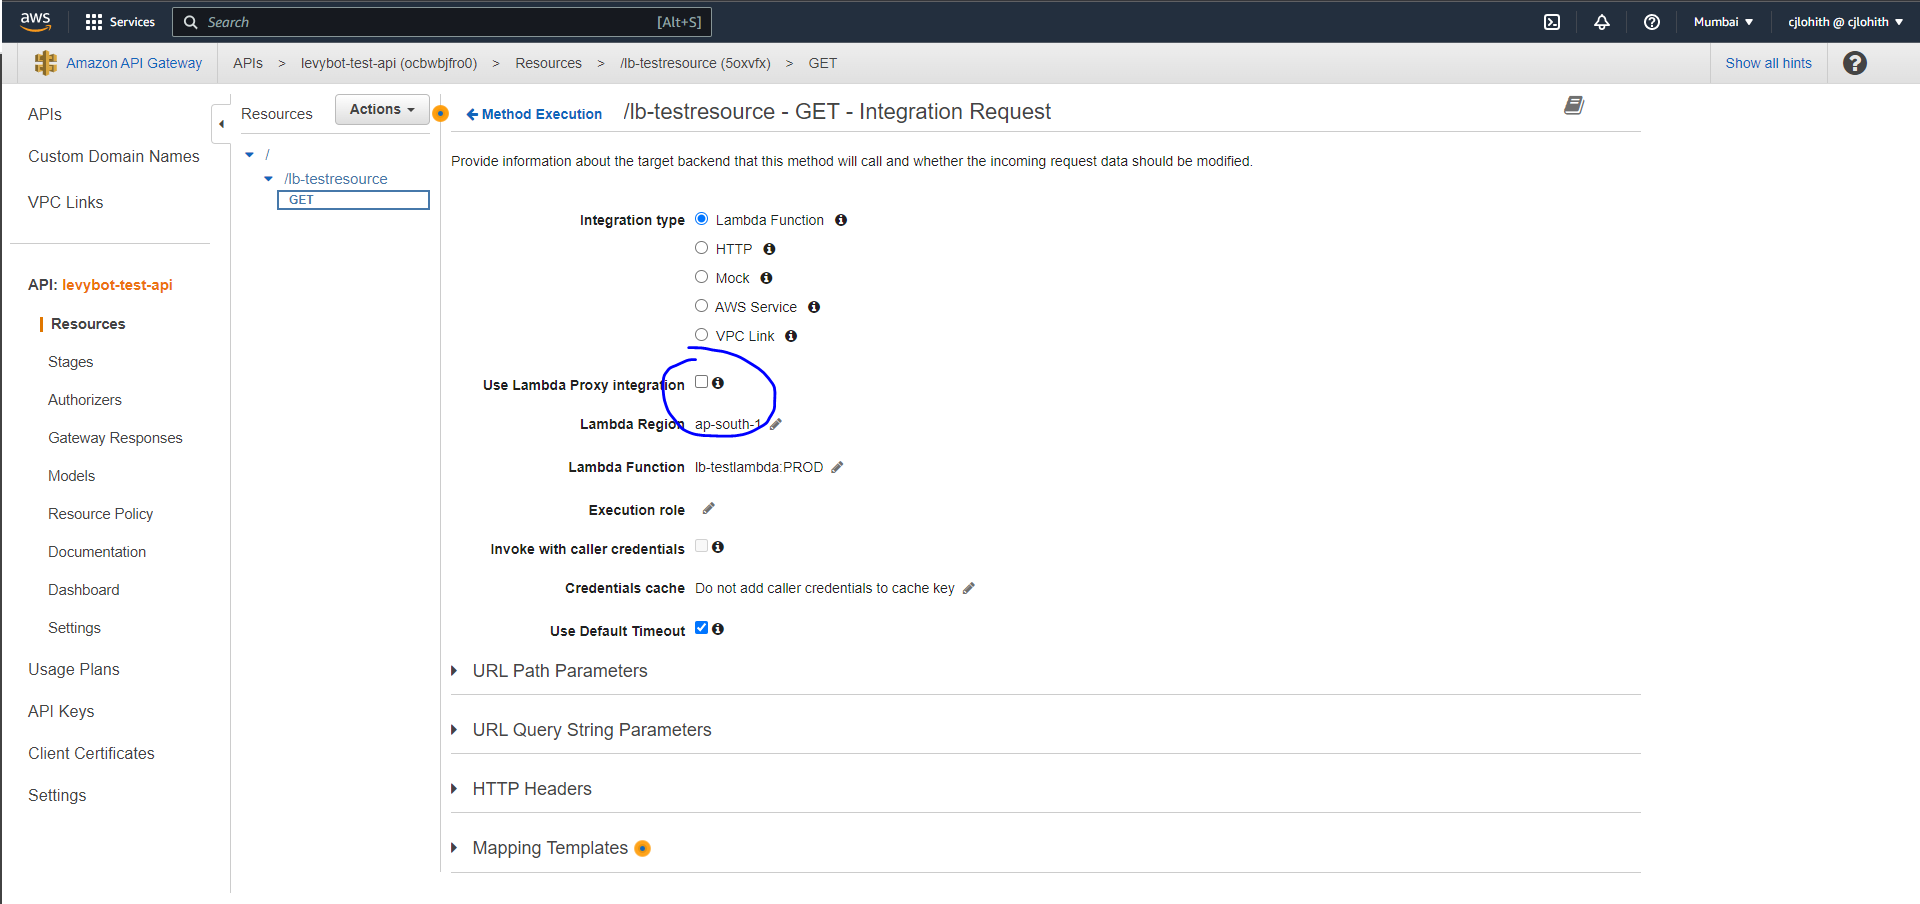 aws Services Search [Alt+S] Mumbai cjlohith @ cjlohith
Amazon API Gateway APIs > levybot-test-api (ocbwbjfro0) > Resources > /lb-testresource (5oxvfx) > GET Show all hints
APIs
Custom Domain Names
VPC Links
API: levybot-test-api
Resources
Stages
Authorizers
Gateway Responses
Models
Resource Policy
Documentation
Dashboard
Settings
Usage Plans
API Keys
Client Certificates
Settings
Resources Actions
/
/lb-testresource
GET
Method Execution /lb-testresource - GET - Integration Request
Provide information about the target backend that this method will call and whether the incoming request data should be modified.
Integration type Lambda Function
HTTP
Mock
AWS Service
VPC Link
Use Lambda Proxy integration
Lambda Region ap-south-1
Lambda Function lb-testlambda:PROD
Execution role
Invoke with caller credentials
Credentials cache Do not add caller credentials to cache key
Use Default Timeout
URL Path Parameters
URL Query String Parameters
HTTP Headers
Mapping Templates